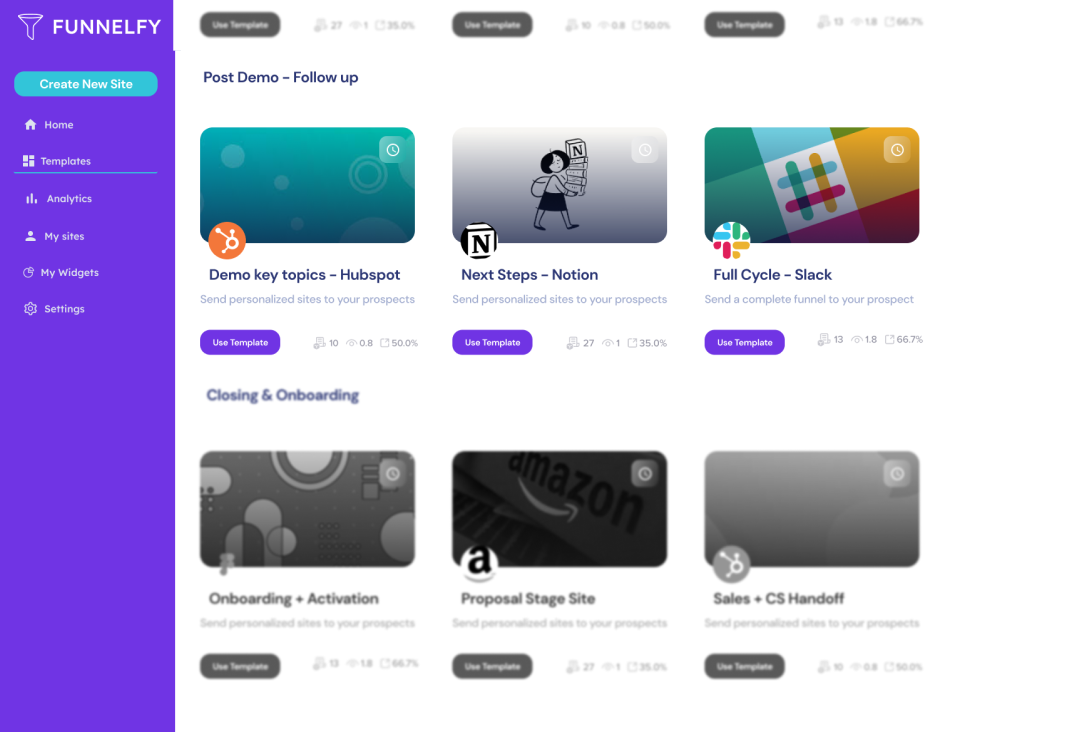 FUNNELFY
Create New Site
Home
Templates
Analytics
My sites
My Widgets
Settings
Use Template 27 1 35.0%
Use Template 10 0.8 50.0%
Use Template 13 1.8 66.7%
Post Demo - Follow up
N
Demo key topics - Hubspot
Send personalized sites to your prospects
Use Template 10 0.8 50.0%
N
Next Steps - Notion
Send personalized sites to your prospects
Use Template 27 1 35.0%
Full Cycle - Slack
Send a complete funnel to your prospect
Use Template 13 1.8 66.7%
Closing & Onboarding
Onboarding + Activation
Send personalized sites to your prospects
Use Template 13 1.8 66.7%
amazon
a
Proposal Stage Site
Send personalized sites to your prospects
Use Template 27 1 35.0%
Sales + CS Handoff
Send personalized sites to your prospects
Use Template 10 0.8 50.0%